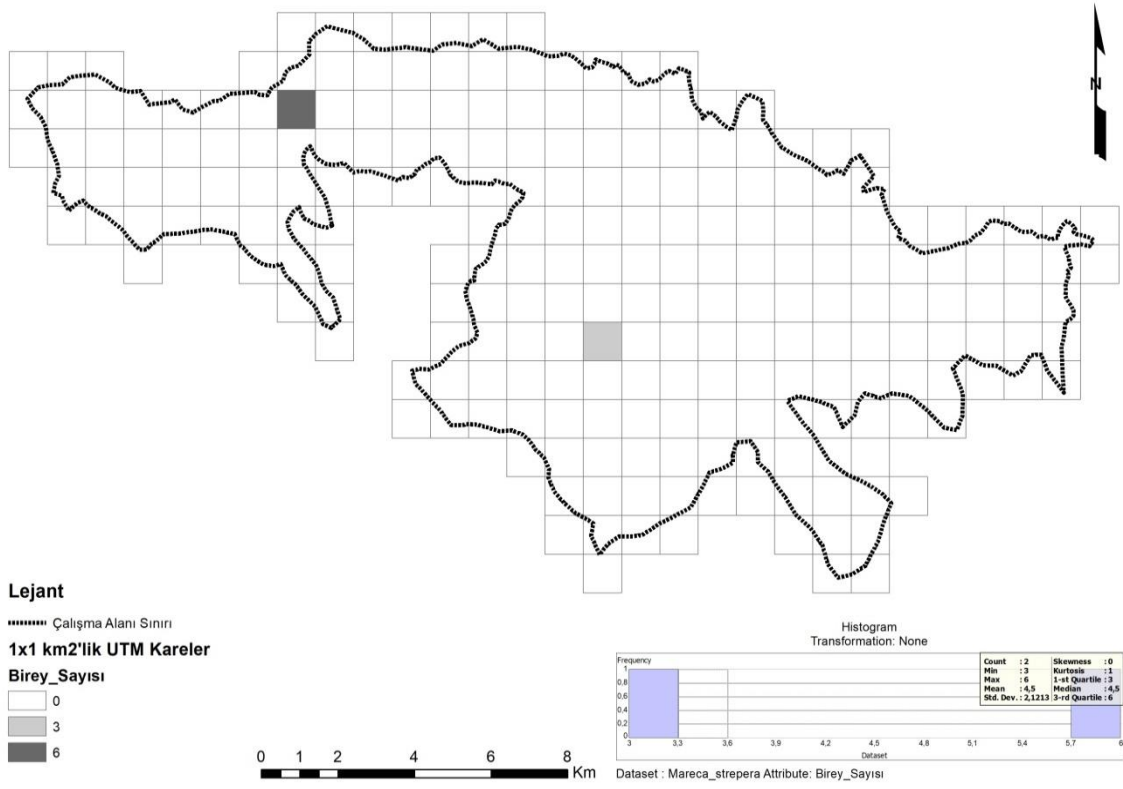 N
Lejant
Çalışma Alanı Sınırı
1x1 km2'lik UTM Kareler
Birey_Sayısı
0
3
6
0 1 2 4 6 8
Km
Histogram
Transformation: None
Frequency
1
0,8
0,6
0,4
0,2
0
3 3,3 3,6 3,9 4,2 4,5 4,8 5,1 5,4 5,7 6
Dataset
Count : 2 Skewness : 0
Min : 3 Kurtosis : 1
Max : 6 1-st Quartile : 3
Mean : 4,5 Median : 4,5
Std. Dev. : 2,1213 3-rd Quartile : 6
Dataset : Mareca_strepera Attribute: Birey_Sayısı